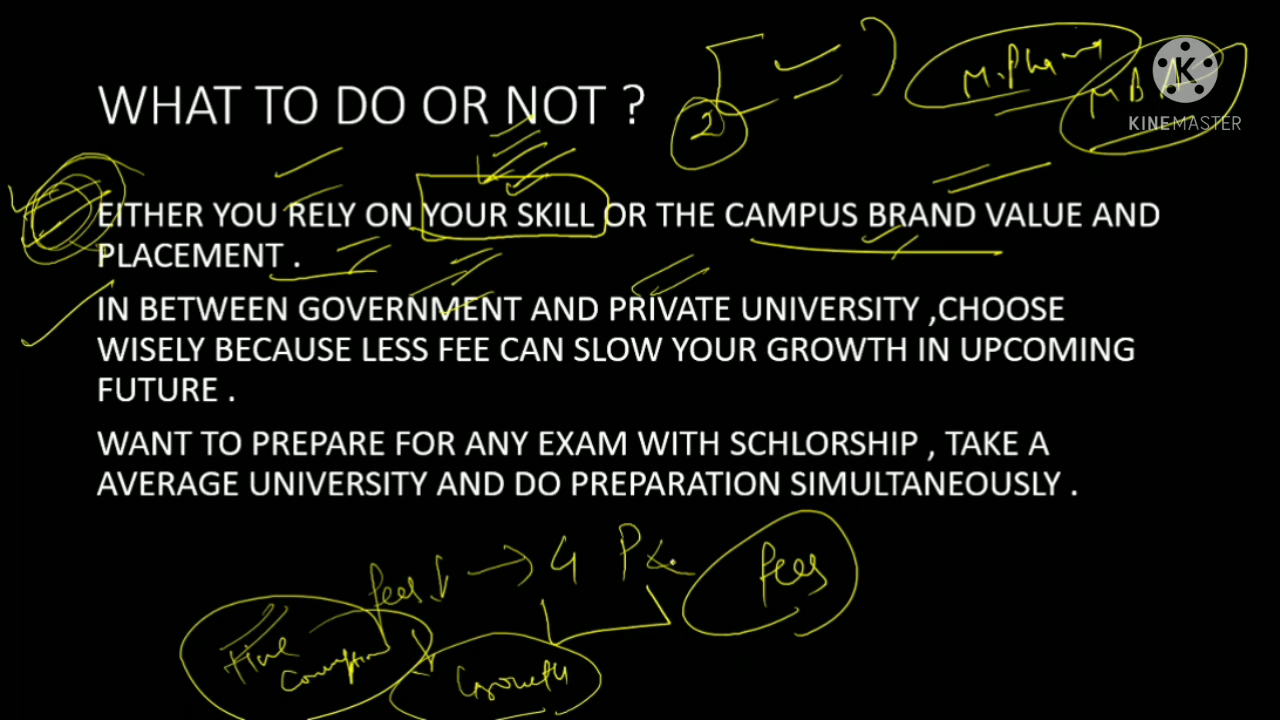 M.Pharm
MBA
K
KINEMASTER
WHAT TO DO OR NOT ?
2
EITHER YOU RELY ON YOUR SKILL OR THE CAMPUS BRAND VALUE AND
PLACEMENT .
IN BETWEEN GOVERNMENT AND PRIVATE UNIVERSITY ,CHOOSE
WISELY BECAUSE LESS FEE CAN SLOW YOUR GROWTH IN UPCOMING
FUTURE .
WANT TO PREPARE FOR ANY EXAM WITH SCHLORSHIP , TAKE A
AVERAGE UNIVERSITY AND DO PREPARATION SIMULTANEOUSLY .
fees
fees
Growth